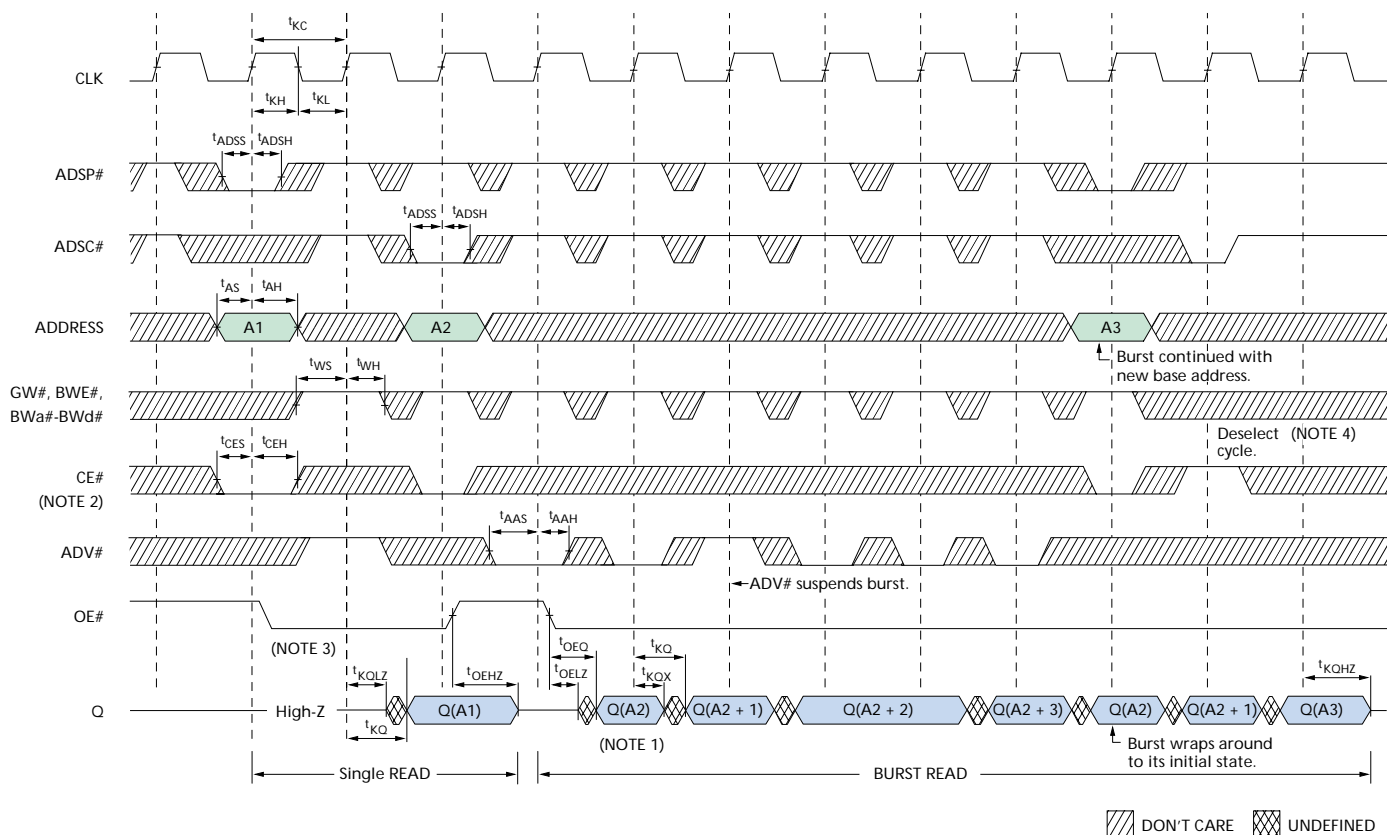 tKC
CLK
tKH
tKL
tADSS
tADSH
ADSP#
tADSS
tADSH
ADSC#
tAS
tAH
ADDRESS
A1
A2
A3
Burst continued with
new base address.
tWS
tWH
GW#, BWE#,
BWa#-BWd#
Deselect (NOTE 4)
cycle.
tCES
tCEH
CE#
(NOTE 2)
tAAS
tAAH
ADV#
ADV# suspends burst.
OE#
(NOTE 3)
tKQLZ
tOEHZ
tOEQ
tOELZ
tKQ
tKQX
tKQHZ
Q
High-Z
Q(A1)
Q(A2)
Q(A2 + 1)
Q(A2 + 2)
Q(A2 + 3)
Q(A2)
Q(A2 + 1)
Q(A3)
tKQ
(NOTE 1)
Burst wraps around
to its initial state.
Single READ
BURST READ
DON'T CARE
UNDEFINED